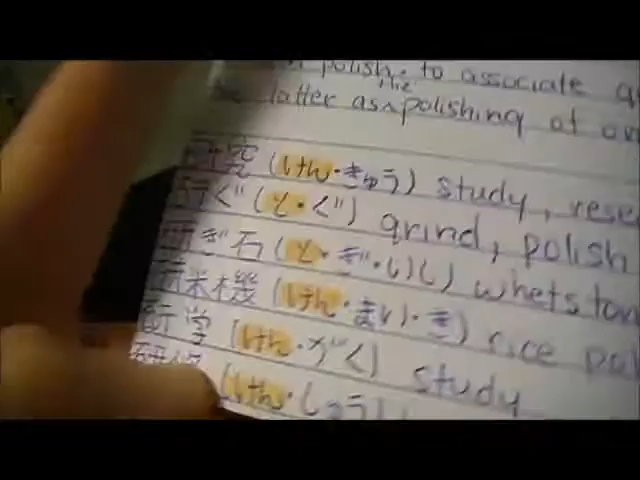 polish. to associate
the
latter as polishing of
研究 (けん・きゅう) study, rese
研ぐ (と・ぐ) grind, polish
研ぎ石 (と・ぎ・いし) whetston
研米機 (けん・まい・き) rice pol
研学 (けん・がく) study
(けん・しゅう)